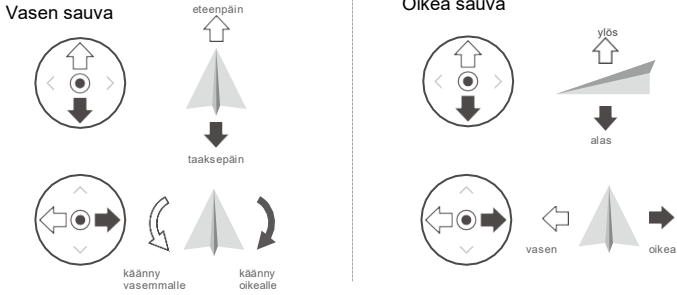 Vasen sauva
eteenpäin
taaksepäin
käänny
vasemmalle
käänny
oikealle
Oikea sauva
ylös
alas
vasen
oikea